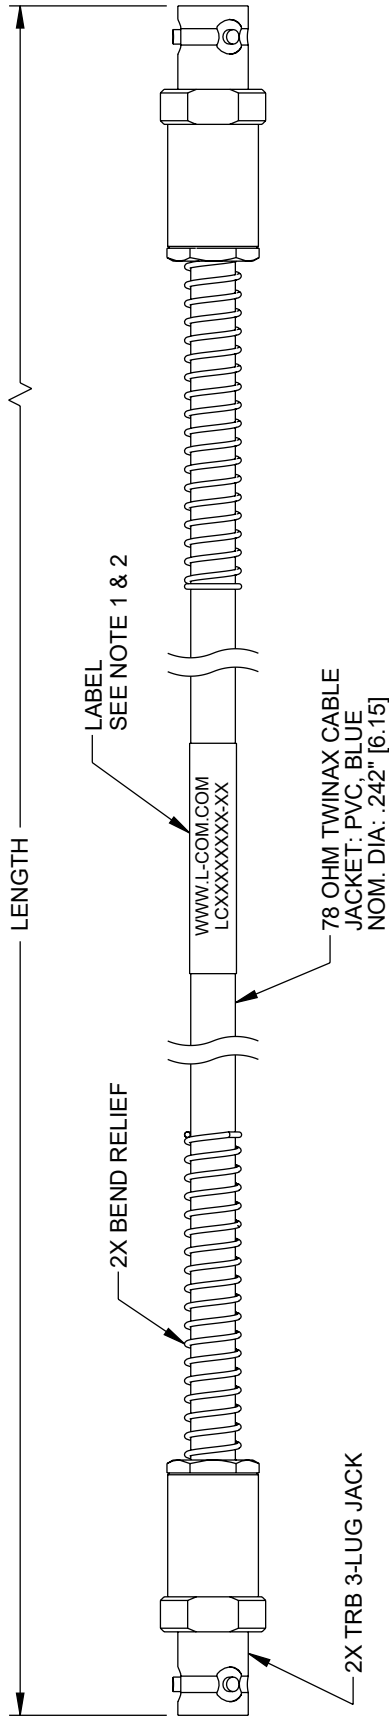 LENGTH
LABEL
SEE NOTE 1 & 2
2X BEND RELIEF
WWW.L-COM.COM
LCXXXXXXXX-XX
78 OHM TWINAX CABLE
JACKET: PVC, BLUE
NOM. DIA: .242" [6.15]
2X TRB 3-LUG JACK